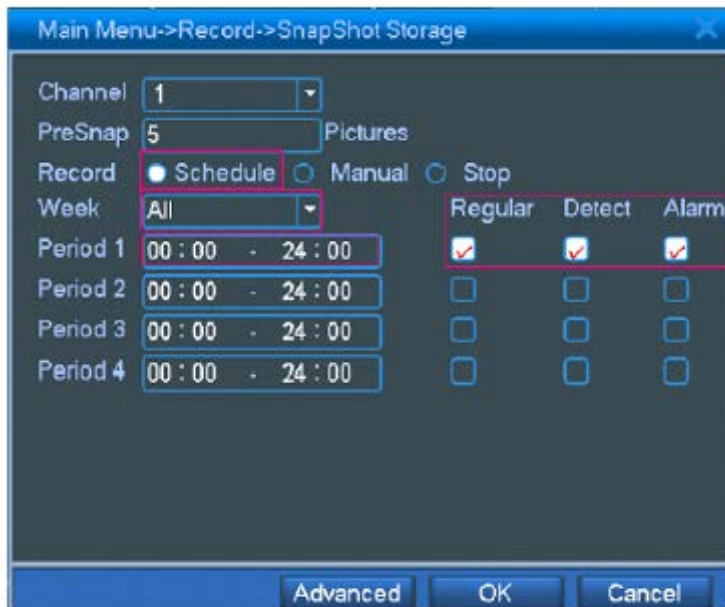 Main Menu->Record->SnapShot Storage
Channel 1
PreSnap 5 Pictures
Record Schedule Manual Stop
Week All Regular Detect Alarm
Period 1 00:00 - 24:00
Period 2 00:00 - 24:00
Period 3 00:00 - 24:00
Period 4 00:00 - 24:00
Advanced OK Cancel